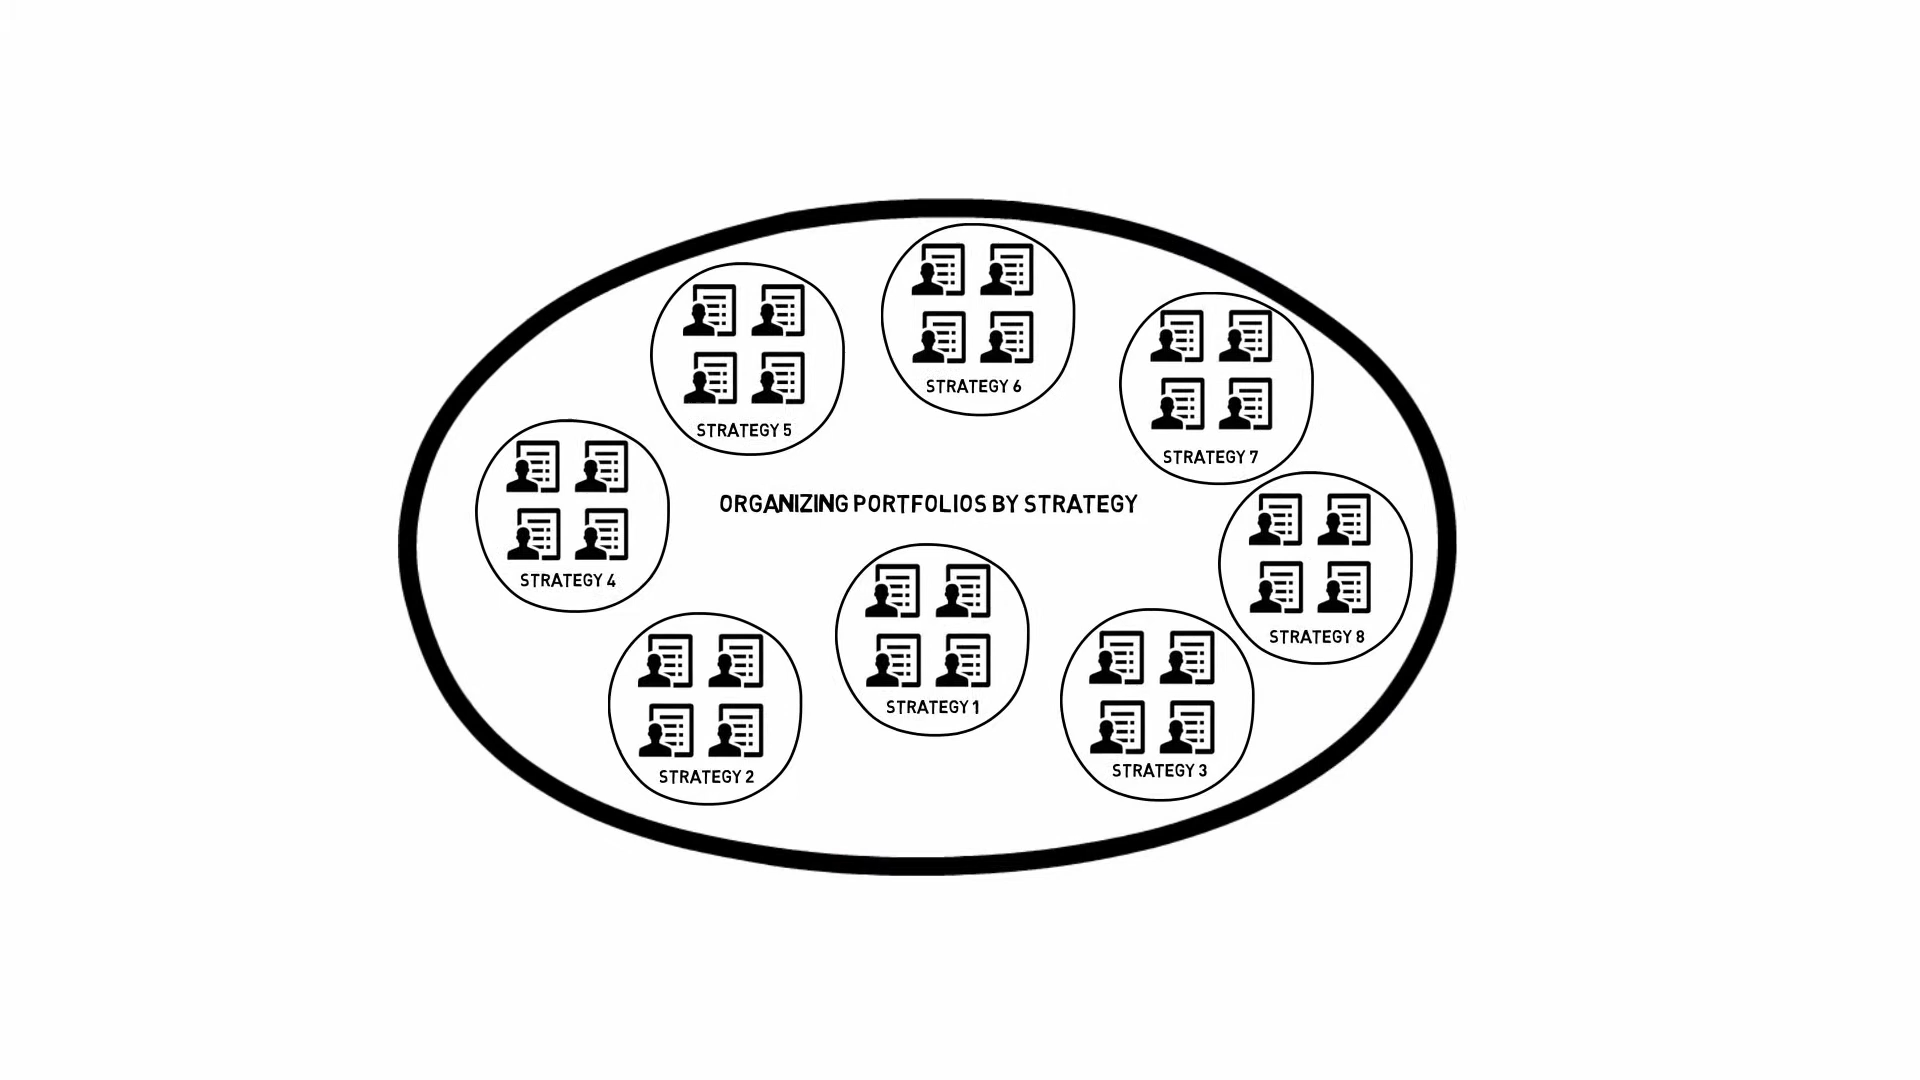 STRATEGY 6
STRATEGY 5
STRATEGY 7
ORGANIZING PORTFOLIOS BY STRATEGY
STRATEGY 4
STRATEGY 8
STRATEGY 1
STRATEGY 2
STRATEGY 3